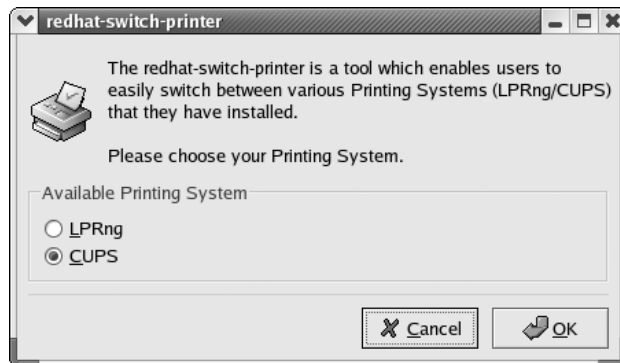 redhat-switch-printer
The redhat-switch-printer is a tool which enables users to
easily switch between various Printing Systems (LPRng/CUPS)
that they have installed.
Please choose your Printing System.
Available Printing System
LPRng
CUPS
Cancel
OK